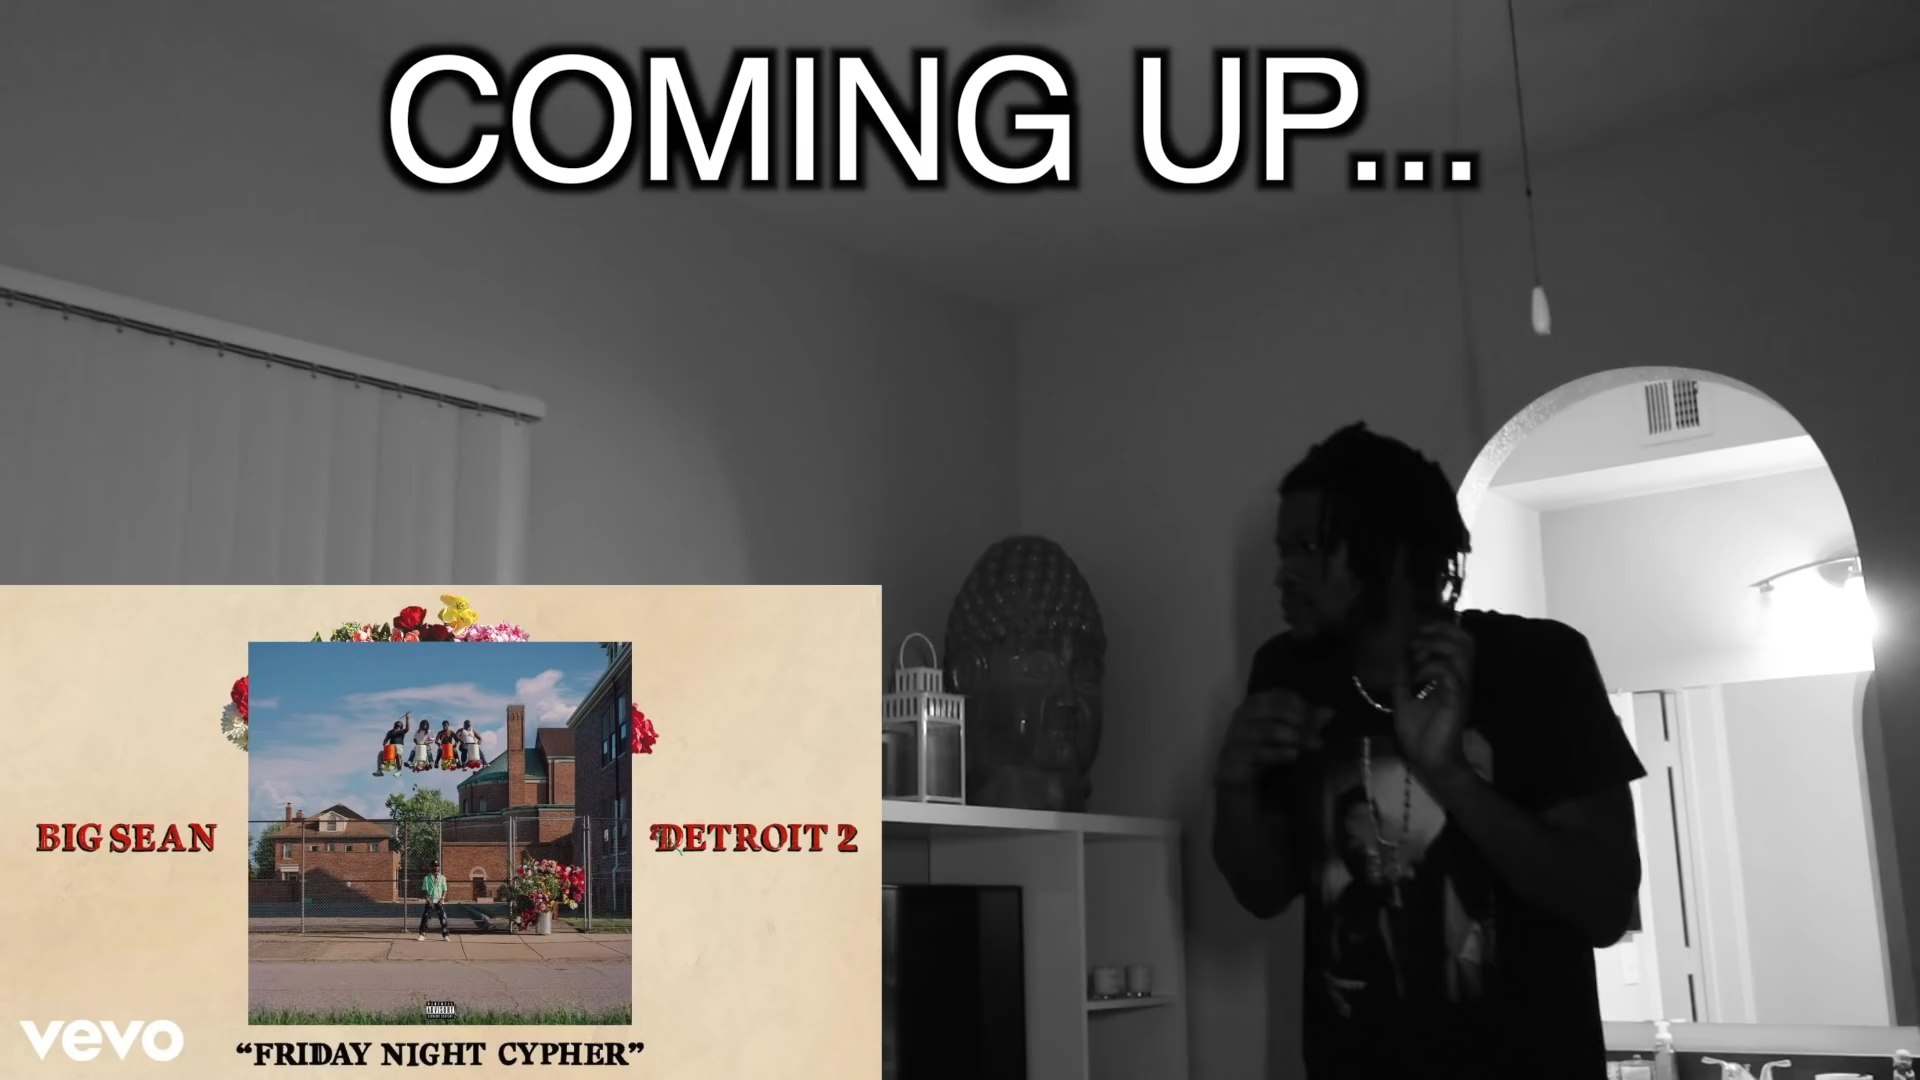 COMING UP...
BIG SEAN
DETROIT 2
vevo
“FRIDAY NIGHT CYPHER”